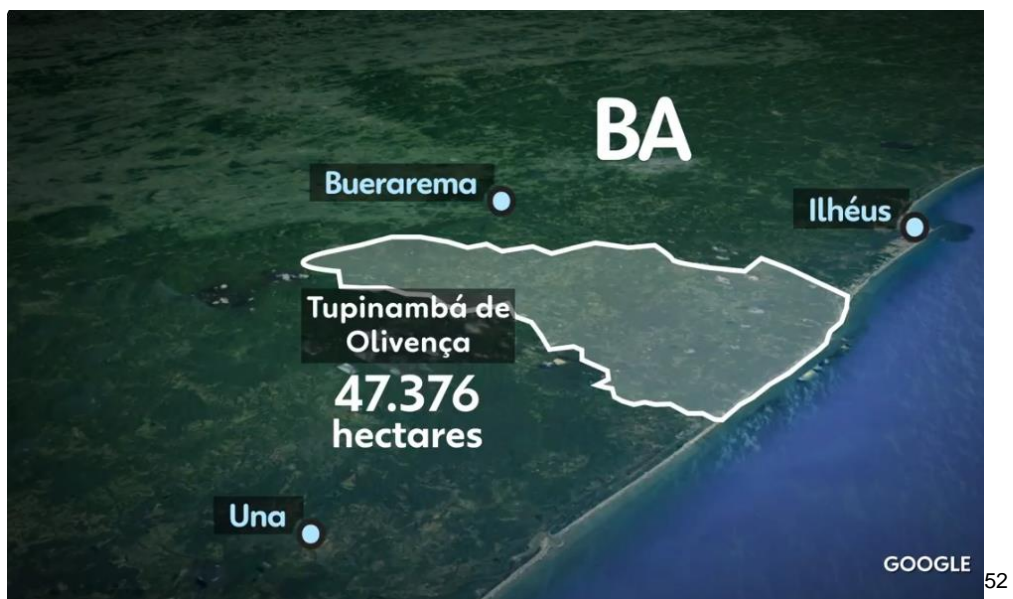 BA
Buerarema
Ilhéus
Tupinambá de
Olivença
47.376
hectares
Una
GOOGLE
52